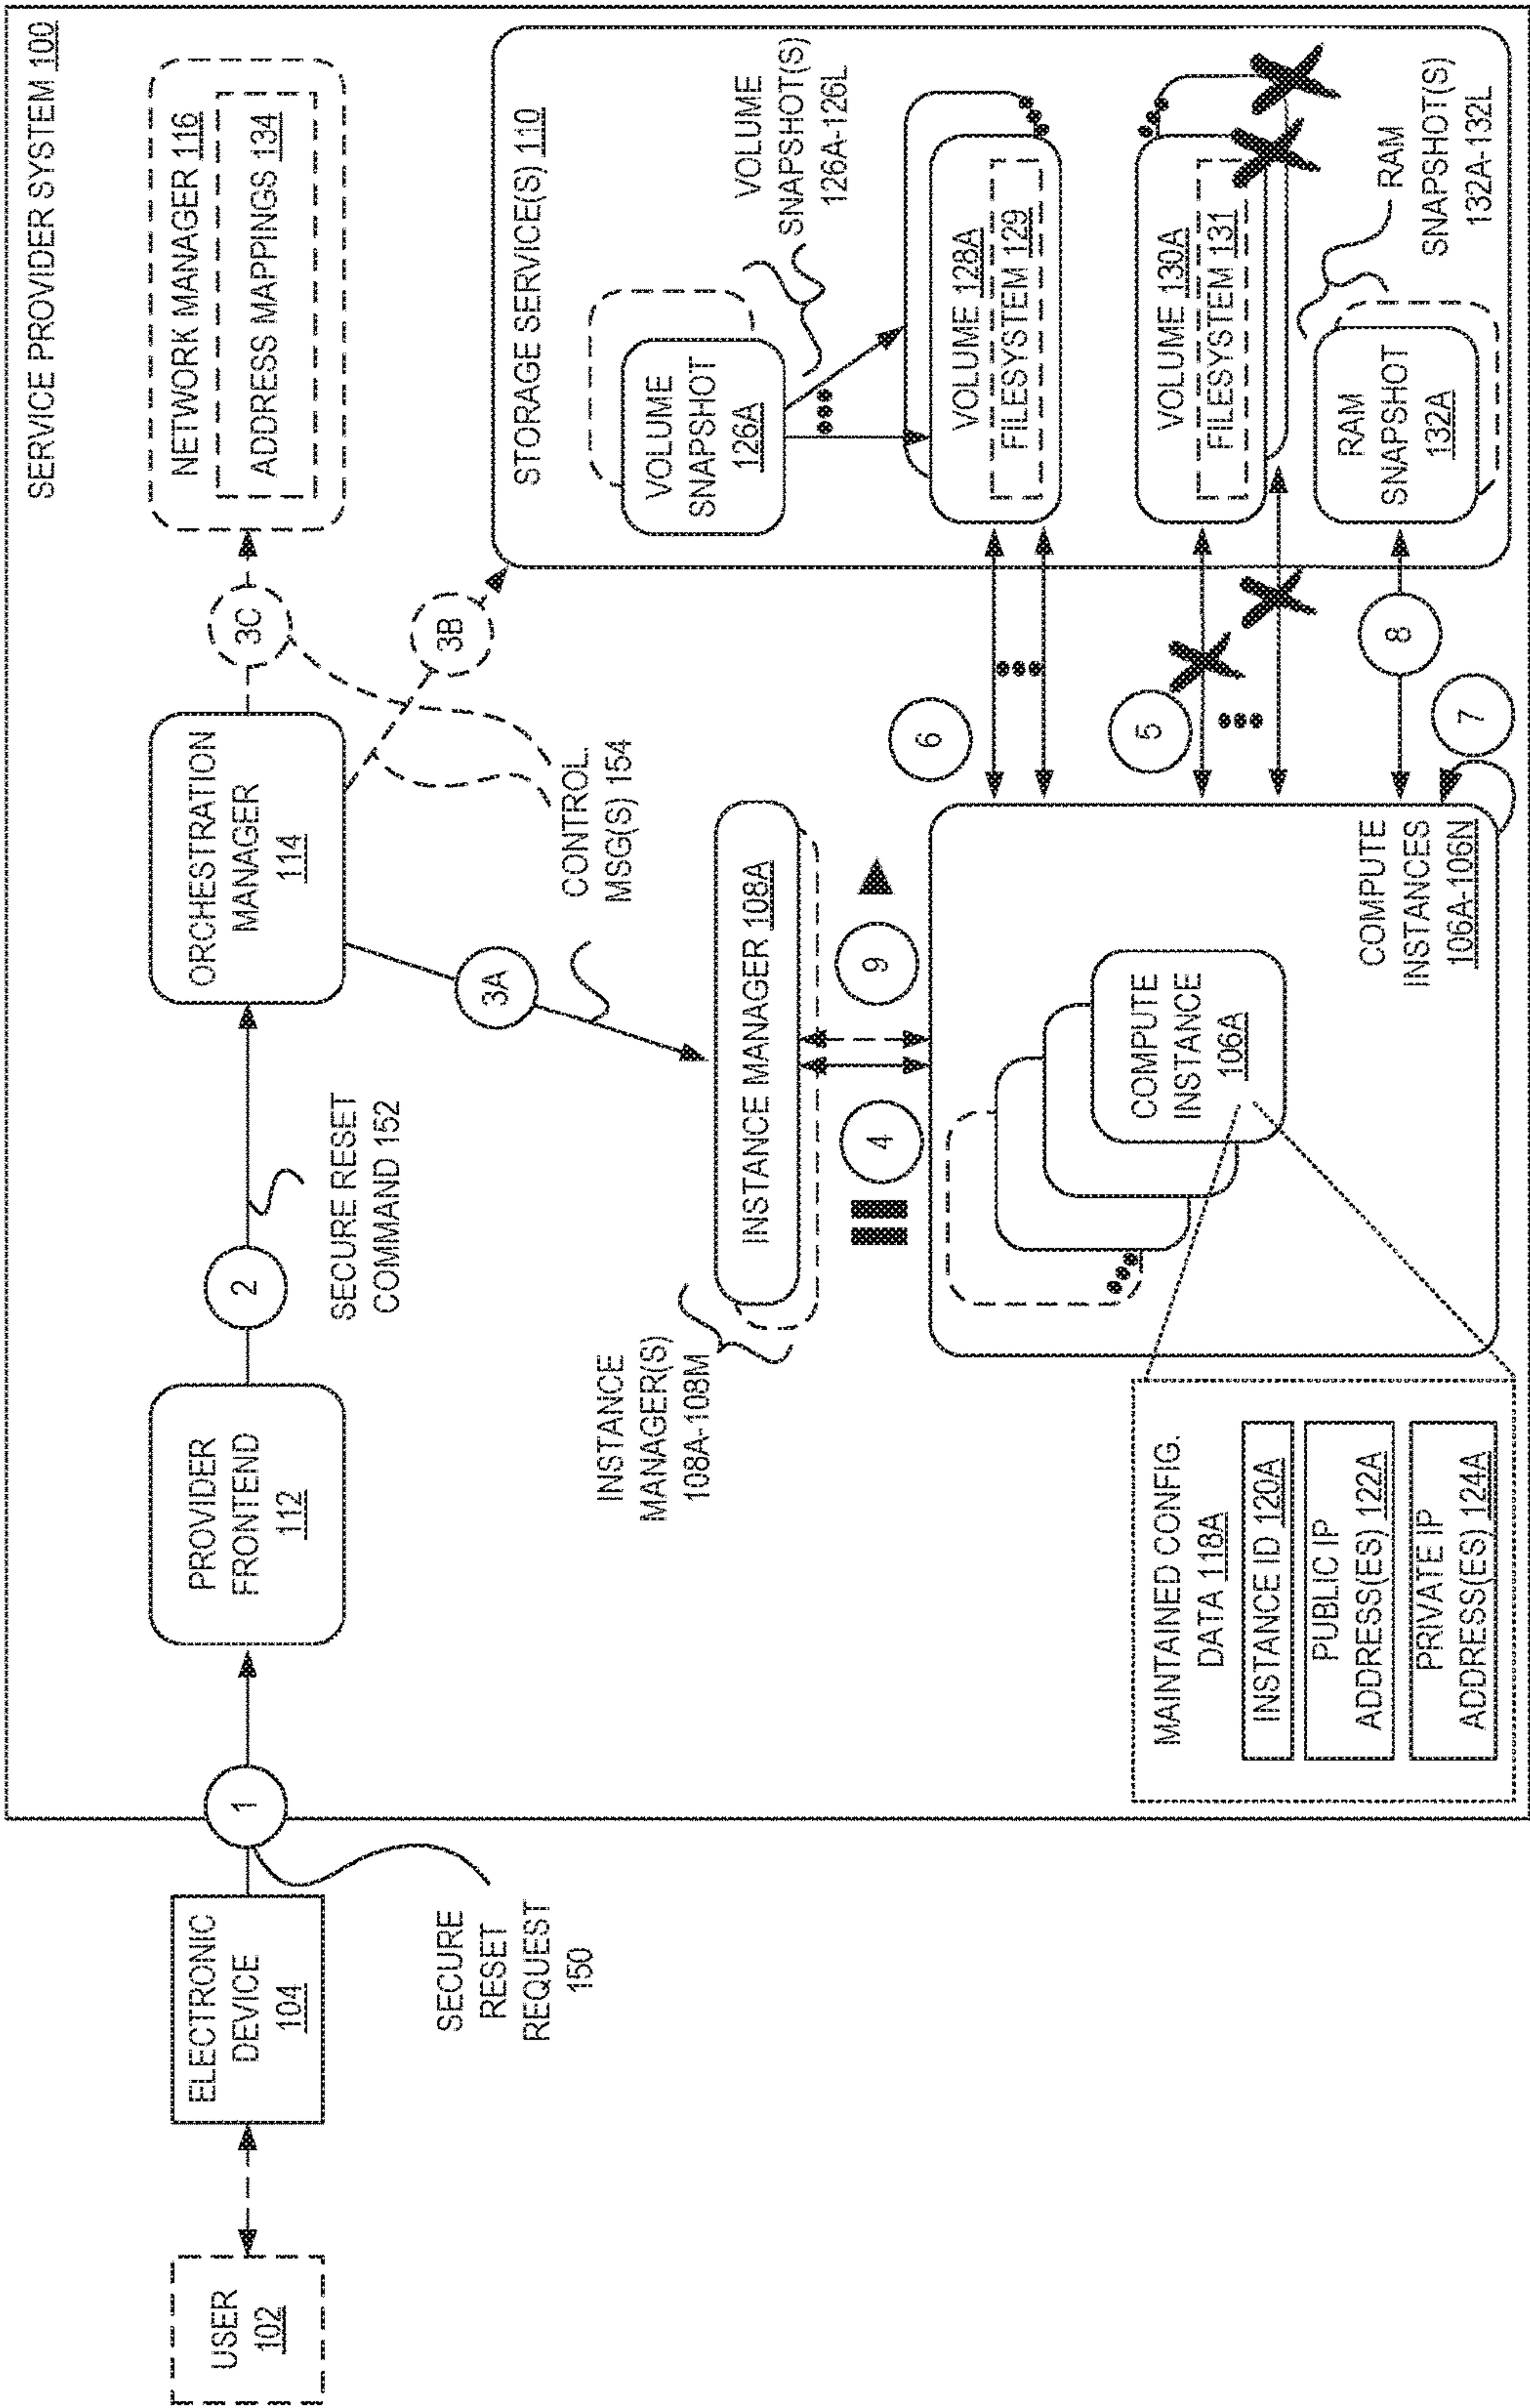 SERVICE PROVIDER SYSTEM 100
USER
102
ELECTRONIC
DEVICE
104
1
SECURE
RESET
REQUEST
150
PROVIDER
FRONTEND
112
2
SECURE RESET
COMMAND 152
ORCHESTRATION
MANAGER
114
3C
NETWORK MANAGER 116
ADDRESS MAPPINGS 134
3B
3A
CONTROL
MSG(S) 154
STORAGE SERVICE(S) 110
VOLUME
SNAPSHOT
126A
VOLUME
SNAPSHOT(S)
126A-126L
VOLUME 128A
FILESYSTEM 129
VOLUME 130A
FILESYSTEM 131
RAM
SNAPSHOT
132A
RAM
SNAPSHOT(S)
132A-132L
INSTANCE
MANAGER(S)
108A-108M
INSTANCE MANAGER 108A
4
9
6
5
8
7
COMPUTE
INSTANCE
106A
COMPUTE
INSTANCES
106A-106N
MAINTAINED CONFIG.
DATA 118A
INSTANCE ID 120A
PUBLIC IP
ADDRESS(ES) 122A
PRIVATE IP
ADDRESS(ES) 124A